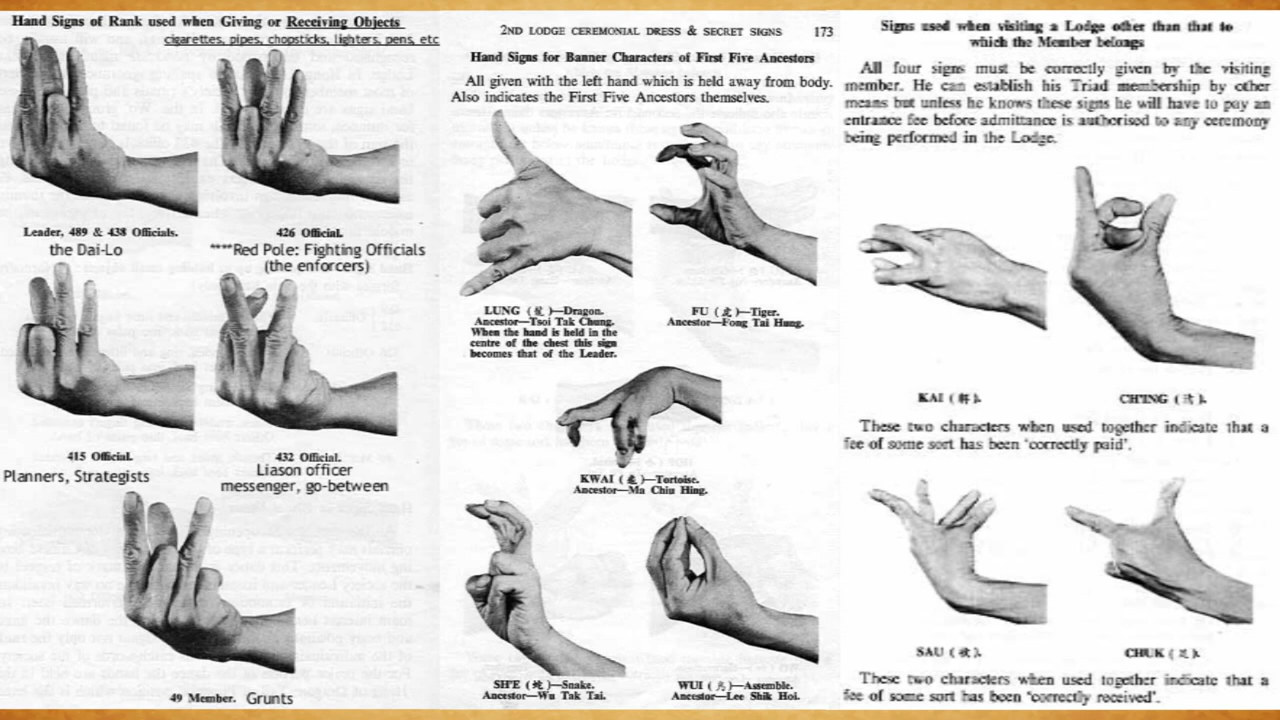 Hand Signs of Rank used when Giving or Receiving Objects
cigarettes, pipes, chopsticks, lighters, pens, etc
Leader, 489 & 438 Officials.
the Dai-Lo
426 Official.
****Red Pole: Fighting Officials
(the enforcers)
415 Official.
Planners, Strategists
432 Official.
Liason officer
messenger, go-between
49 Member. Grunts
2ND LODGE CEREMONIAL DRESS & SECRET SIGNS 173
Hand Signs for Banner Characters of First Five Ancestors
All given with the left hand which is held away from body.
Also indicates the First Five Ancestors themselves.
LUNG ( )—Dragon.
Ancestor—Tsoi Tak Chung.
When the hand is held in the
centre of the chest this sign
becomes that of the Leader.
FU (虎)—Tiger.
Ancestor—Fong Tai Hung.
KWAI ( )—Tortoise.
Ancestor—Ma Chiu Hing.
SHE (蛇)—Snake.
Ancestor—Wu Tak Tai.
WUI ( )—Assemble.
Ancestor—Lee Shik Hoi.
Signs used when visiting a Lodge other than that to
which the Member belongs
All four signs must be correctly given by the visiting
member. He can establish his Triad membership by other
means but unless he knows these signs he will have to pay an
entrance fee before admittance is authorised to any ceremony
being performed in the Lodge.
KAI ( ).
CH'ING ( ).
These two characters when used together indicate that a
fee of some sort has been 'correctly paid'.
SAU ( ).
CHUK ( ).
These two characters when used together indicate that a
fee of some sort has been 'correctly received'.